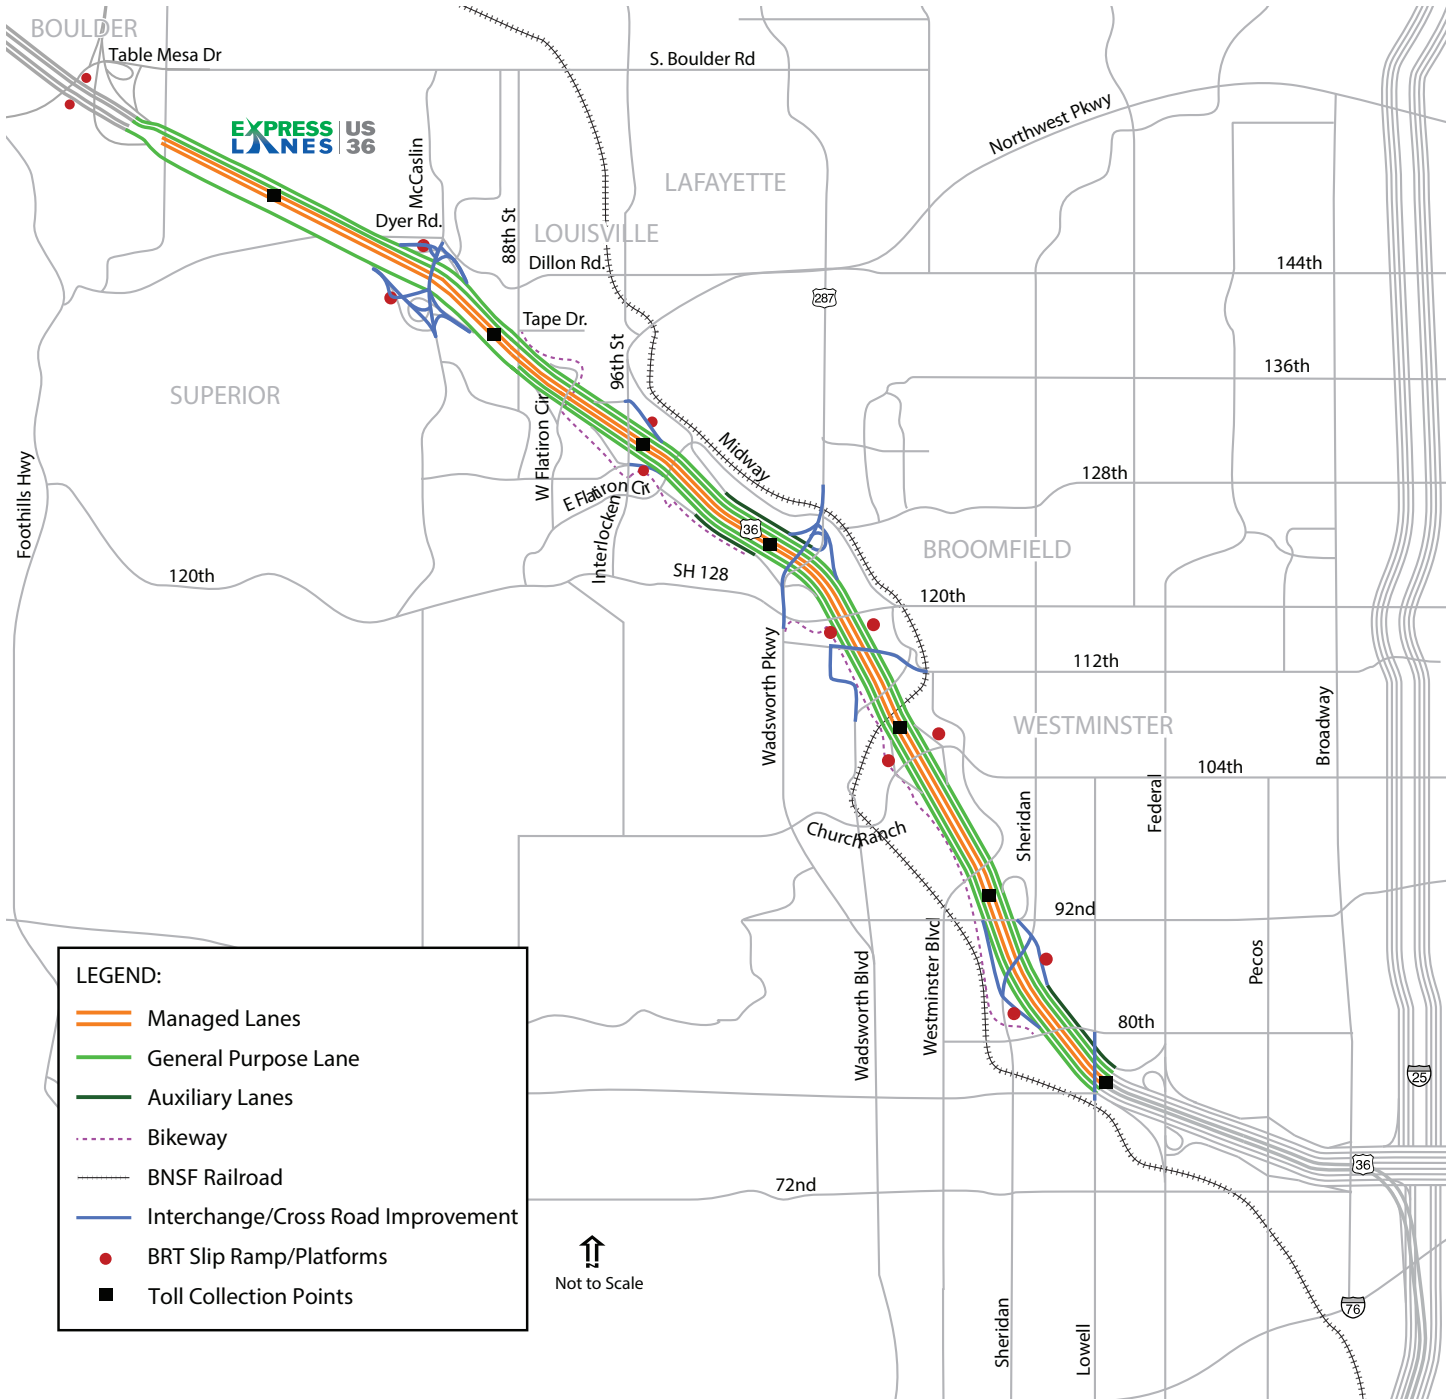 BOULDER
Table Mesa Dr
S. Boulder Rd
Northwest Pkwy
EXPRESS
LANES
US
36
McCaslin
LAFAYETTE
Dyer Rd.
88th St
LOUISVILLE
Dillon Rd.
144th
287
Tape Dr.
96th St
136th
SUPERIOR
W Flatiron Cir
Midway
Foothills Hwy
E Flatiron Cir
128th
Interlocken
36
BROOMFIELD
120th
SH 128
120th
Wadsworth Pkwy
112th
Broadway
WESTMINSTER
104th
Federal
Sheridan
Church Ranch
92nd
Westminster Blvd
Pecos
Wadsworth Blvd
80th
25
36
72nd
76
Sheridan
Lowell
LEGEND:
Managed Lanes
General Purpose Lane
Auxiliary Lanes
Bikeway
BNSF Railroad
Interchange/Cross Road Improvement
BRT Slip Ramp/Platforms
Toll Collection Points
N
Not to Scale